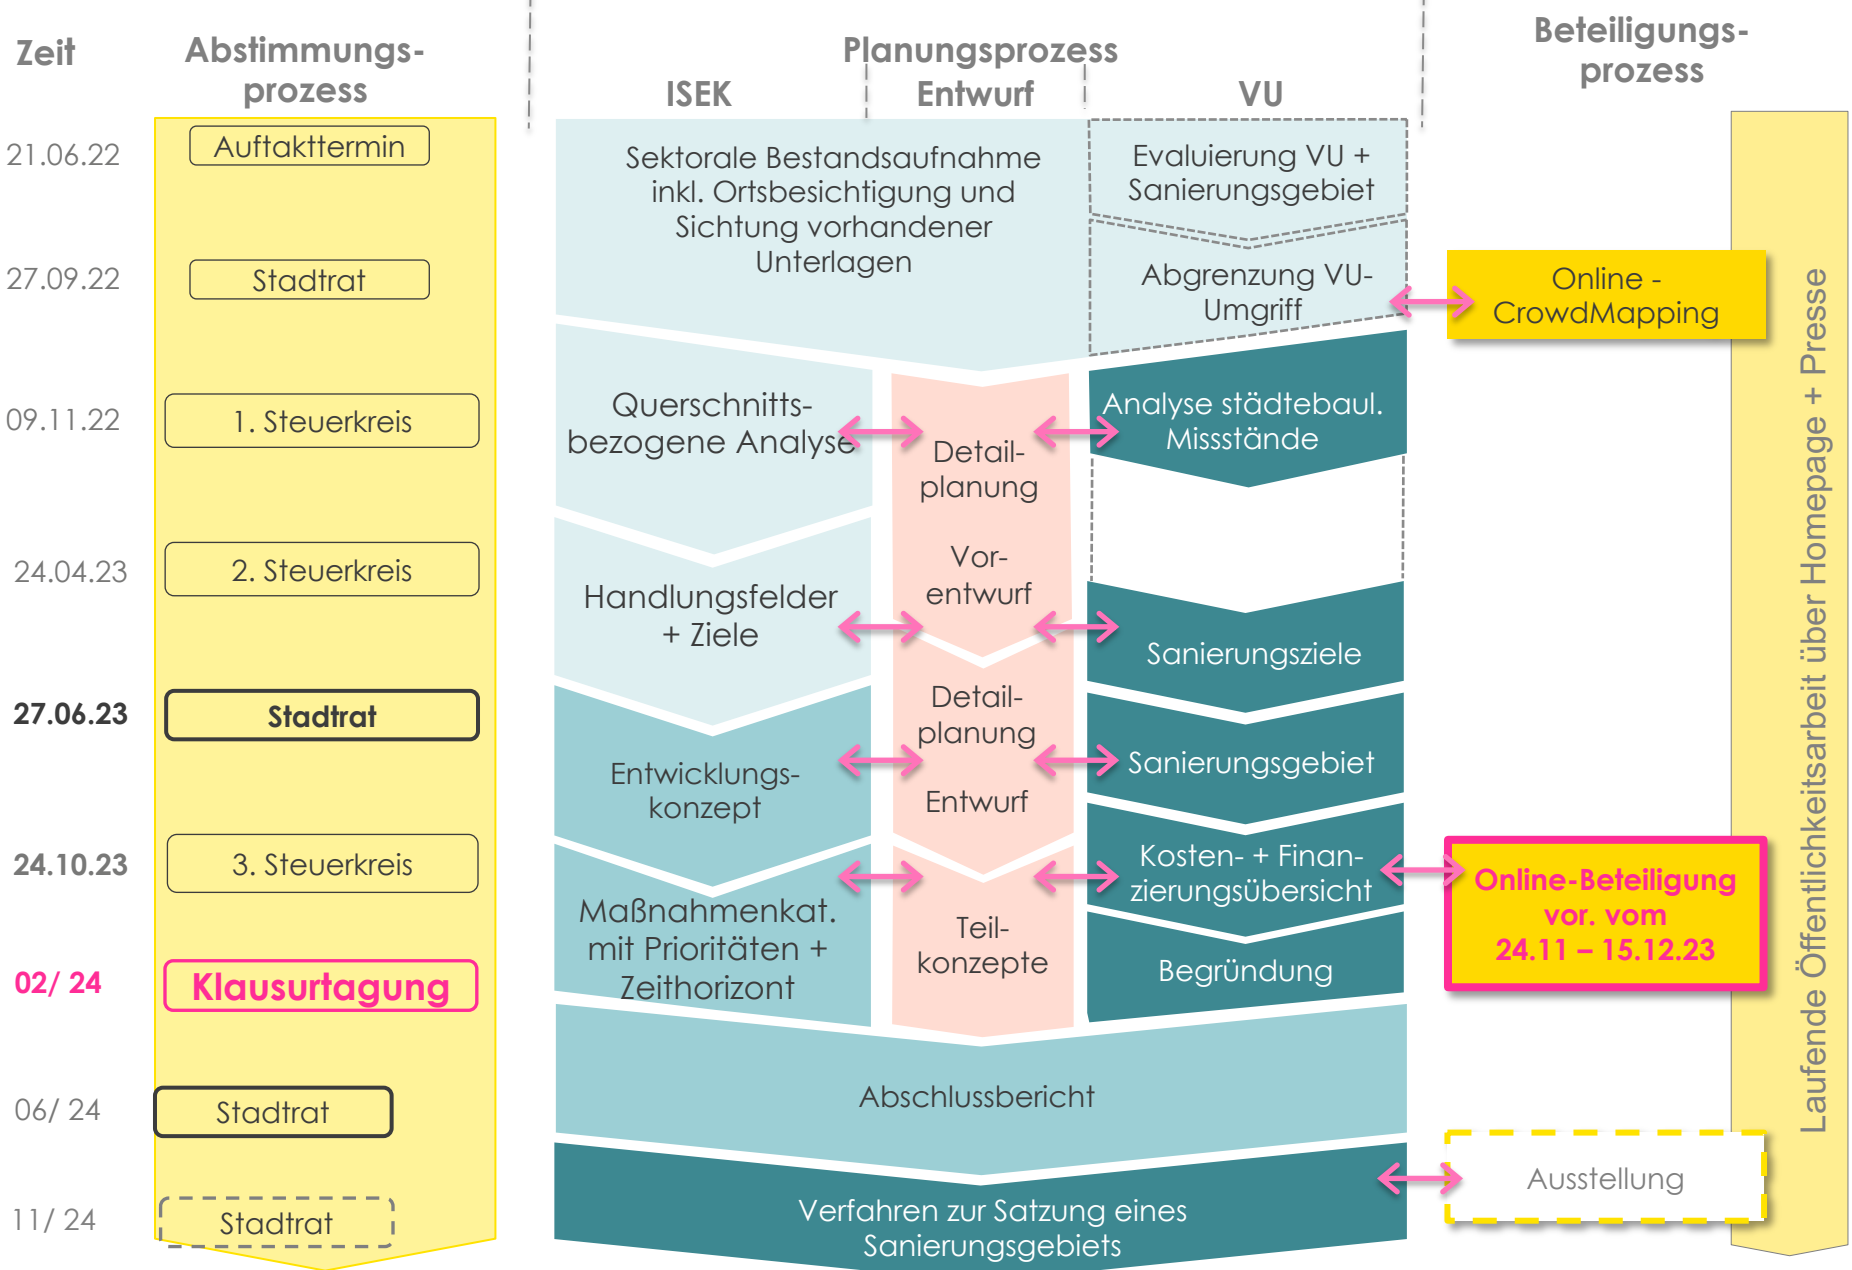 Zeit
Abstimmungs-
prozess
Planungsprozess
ISEK
Entwurf
VU
Beteiligungs-
prozess
21.06.22
Auftakttermin
Sektorale Bestandsaufnahme
inkl. Ortsbesichtigung und
Sichtung vorhandener
Unterlagen
Evaluierung VU +
Sanierungsgebiet
27.09.22
Stadtrat
Abgrenzung VU-
Umgriff
Online -
CrowdMapping
09.11.22
1. Steuerkreis
Querschnitts-
bezogene Analyse
Detail-
planung
Analyse städtebaul.
Missstände
24.04.23
2. Steuerkreis
Handlungsfelder
+ Ziele
Vor-
entwurf
Sanierungsziele
27.06.23
Stadtrat
Entwicklungs-
konzept
Detail-
planung
Entwurf
Sanierungsgebiet
24.10.23
3. Steuerkreis
Maßnahmenkat.
mit Prioritäten +
Zeithorizont
Teil-
konzepte
Kosten- + Finan-
zierungsübersicht
Online-Beteiligung
vor. vom
24.11 – 15.12.23
02/ 24
Klausurtagung
Begründung
06/ 24
Stadtrat
Abschlussbericht
Ausstellung
11/ 24
Stadtrat
Verfahren zur Satzung eines
Sanierungsgebiets
Laufende Öffentlichkeitsarbeit über Homepage + Presse